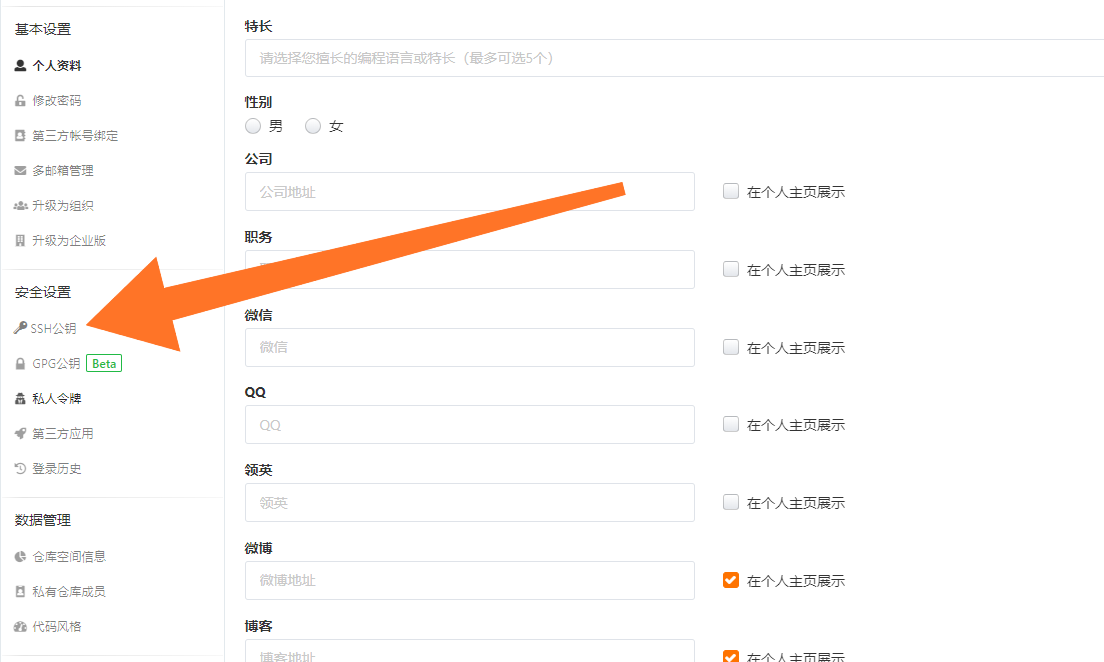 基本设置
个人资料
修改密码
第三方帐号绑定
多邮箱管理
升级为组织
升级为企业版
安全设置
SSH公钥
GPG公钥 Beta
私人令牌
第三方应用
登录历史
数据管理
仓库空间信息
私有仓库成员
代码风格
特长
请选择您擅长的编程语言或特长（最多可选5个）
性别
男 女
公司
公司地址 在个人主页展示
职务
在个人主页展示
微信
微信 在个人主页展示
QQ
QQ 在个人主页展示
领英
领英 在个人主页展示
微博
微博地址 在个人主页展示
博客
博客地址 在个人主页展示